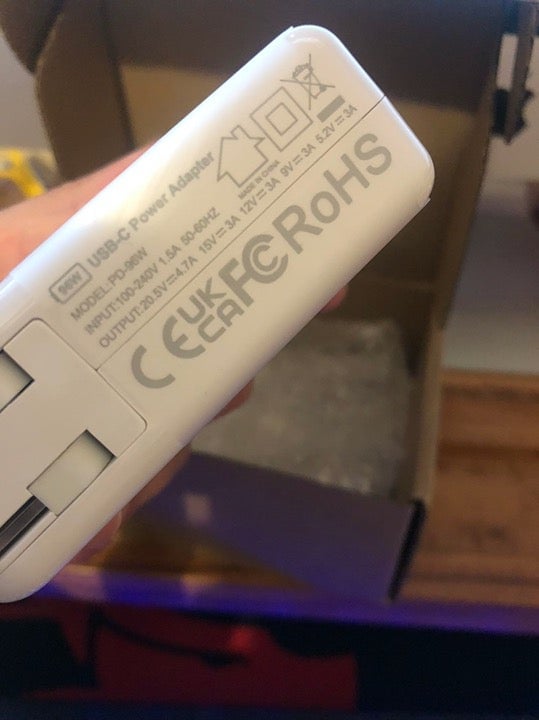 96W USB-C Power Adapter
MODEL:PD-96W
INPUT:100-240V 1.5A 50-60HZ
OUTPUT:20.5V⎓4.7A 15V⎓3A 12V⎓3A 9V⎓3A 5.2V⎓3A
MADE IN CHINA
CE UK CA FC RoHS